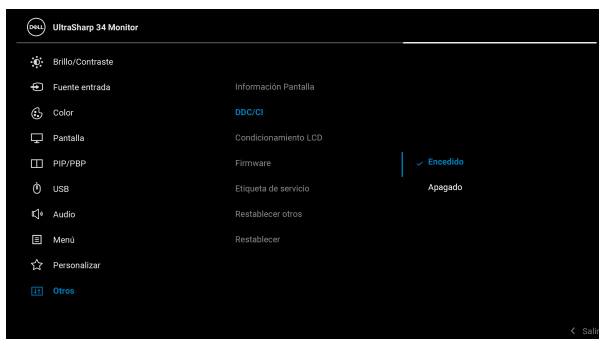 DELL UltraSharp 34 Monitor
Brillo/Contraste
Fuente entrada
Color
Pantalla
PIP/PBP
USB
Audio
Menú
Personalizar
Otros
Información Pantalla
DDC/CI
Condicionamiento LCD
Firmware
Etiqueta de servicio
Restablecer otros
Restablecer
Encedido
Apagado
Salir